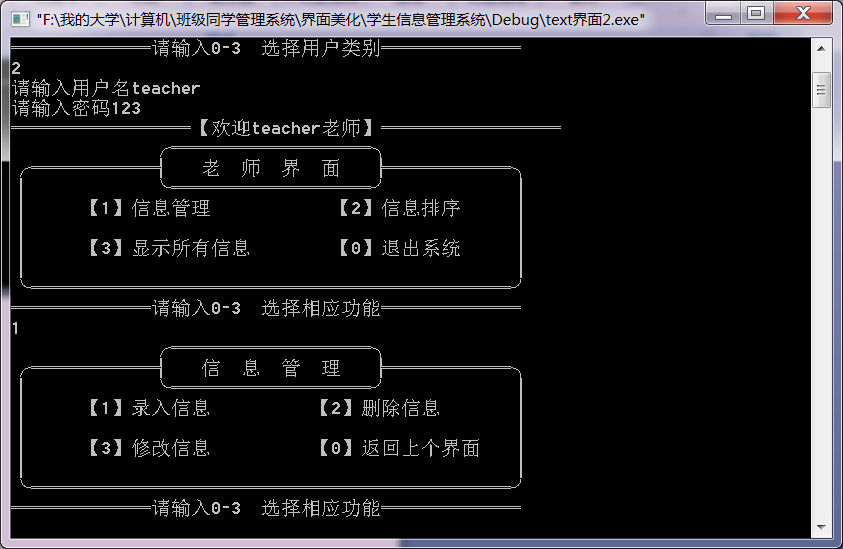 "F:\我的大学\计算机\班级同学管理系统\界面美化\学生信息管理系统\Debug\text界面2.exe"
请输入0-3 选择用户类别
2
请输入用户名teacher
请输入密码123
【欢迎teacher老师】
老 师 界 面
【1】信息管理 【2】信息排序
【3】显示所有信息 【0】退出系统
请输入0-3 选择相应功能
1
信 息 管 理
【1】录入信息 【2】删除信息
【3】修改信息 【0】返回上个界面
请输入0-3 选择相应功能